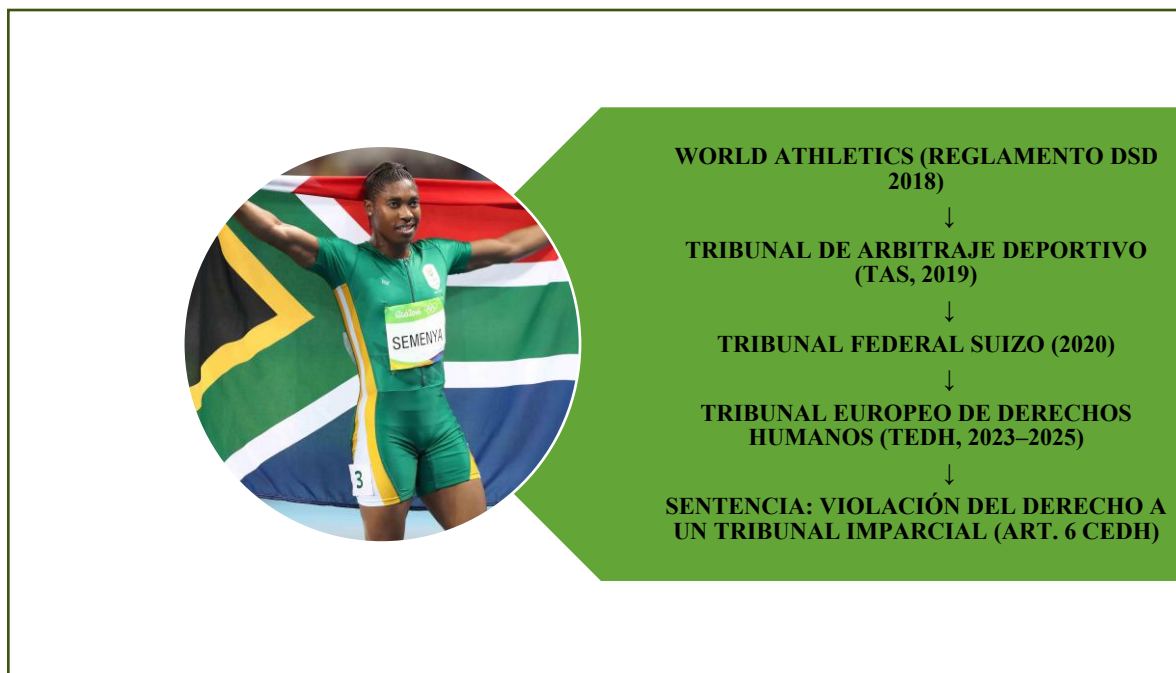 WORLD ATHLETICS (REGLAMENTO DSD
2018)
↓
TRIBUNAL DE ARBITRAJE DEPORTIVO
(TAS, 2019)
↓
TRIBUNAL FEDERAL SUIZO (2020)
↓
TRIBUNAL EUROPEO DE DERECHOS
HUMANOS (TEDH, 2023–2025)
↓
SENTENCIA: VIOLACIÓN DEL DERECHO A
UN TRIBUNAL IMPARCIAL (ART. 6 CEDH)
Rio2016
SEMENYA
3